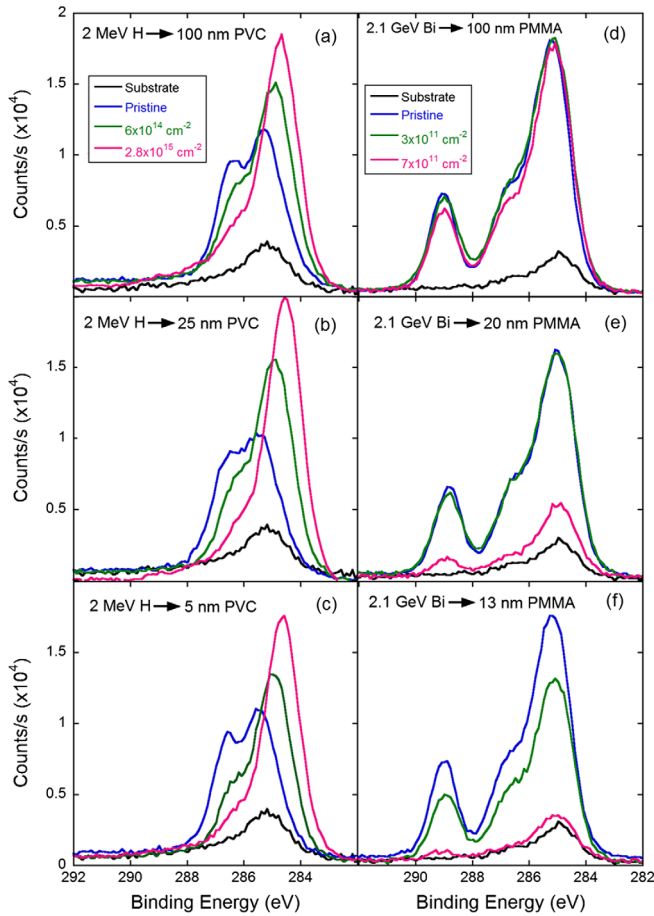 2 MeV H → 100 nm PVC
(a)
Substrate
Pristine
6x10¹⁴ cm⁻²
2.8x10¹⁵ cm⁻²
Counts/s (x10⁴)
2
1.5
1
0.5
2.1 GeV Bi → 100 nm PMMA
(d)
Substrate
Pristine
3x10¹¹ cm⁻²
7x10¹¹ cm⁻²
2 MeV H → 25 nm PVC
(b)
Counts/s (x10⁴)
1.5
1
0.5
2.1 GeV Bi → 20 nm PMMA
(e)
2 MeV H → 5 nm PVC
(c)
Counts/s (x10⁴)
1.5
1
0.5
0
2.1 GeV Bi → 13 nm PMMA
(f)
292 290 288 286 284 292 290 288 286 284 282
Binding Energy (eV) Binding Energy (eV)